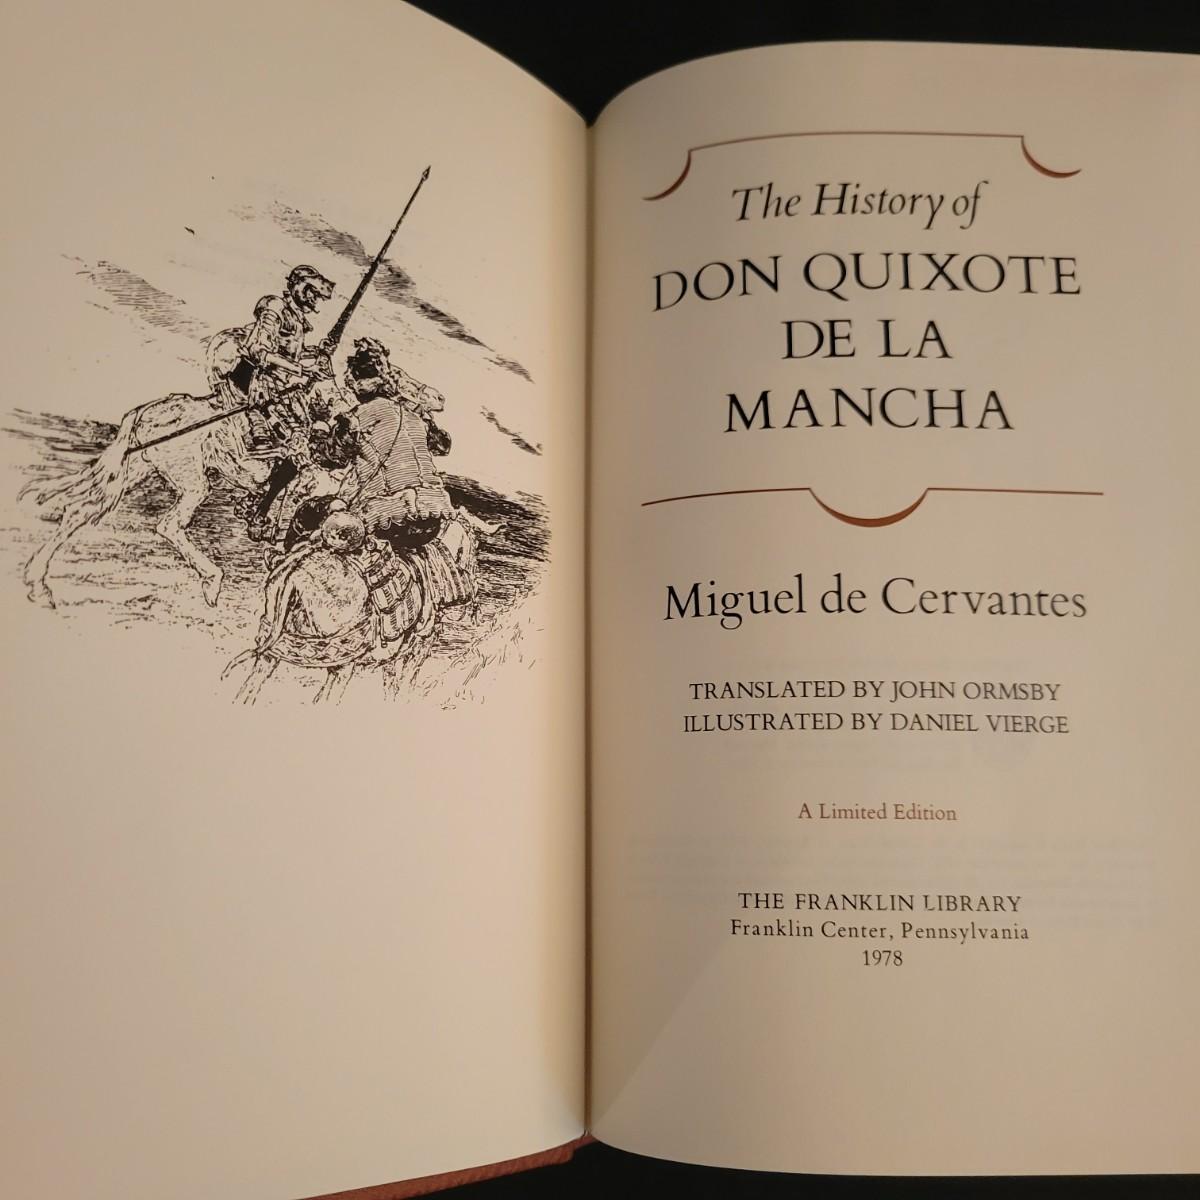 The History of
DON QUIXOTE
DE LA
MANCHA
Miguel de Cervantes
TRANSLATED BY JOHN ORMSBY
ILLUSTRATED BY DANIEL VIERGE
A Limited Edition
THE FRANKLIN LIBRARY
Franklin Center, Pennsylvania
1978